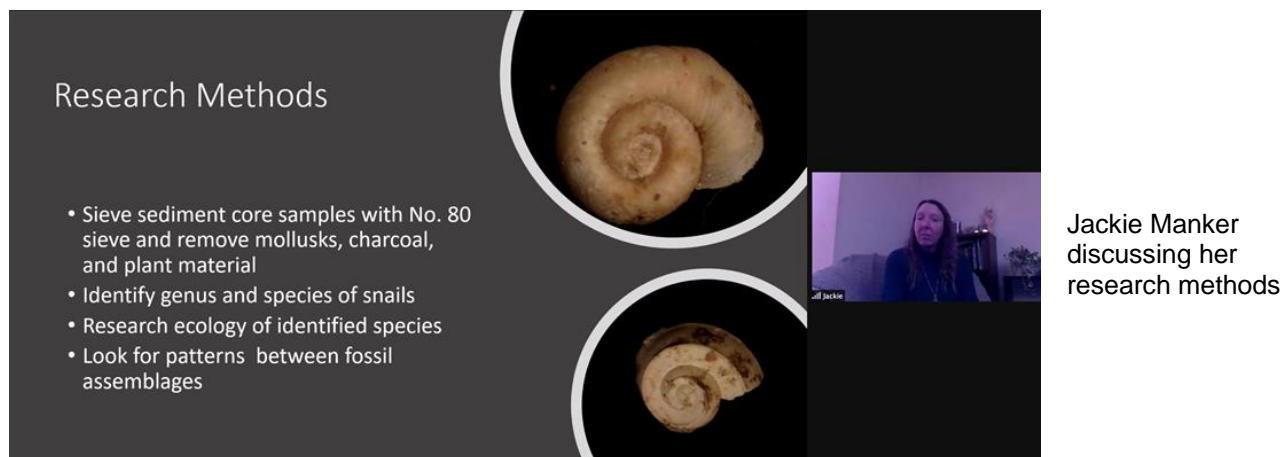 Research Methods
• Sieve sediment core samples with No. 80
sieve and remove mollusks, charcoal,
and plant material
• Identify genus and species of snails
• Research ecology of identified species
• Look for patterns between fossil
assemblages
Jackie
Jackie Manker
discussing her
research methods